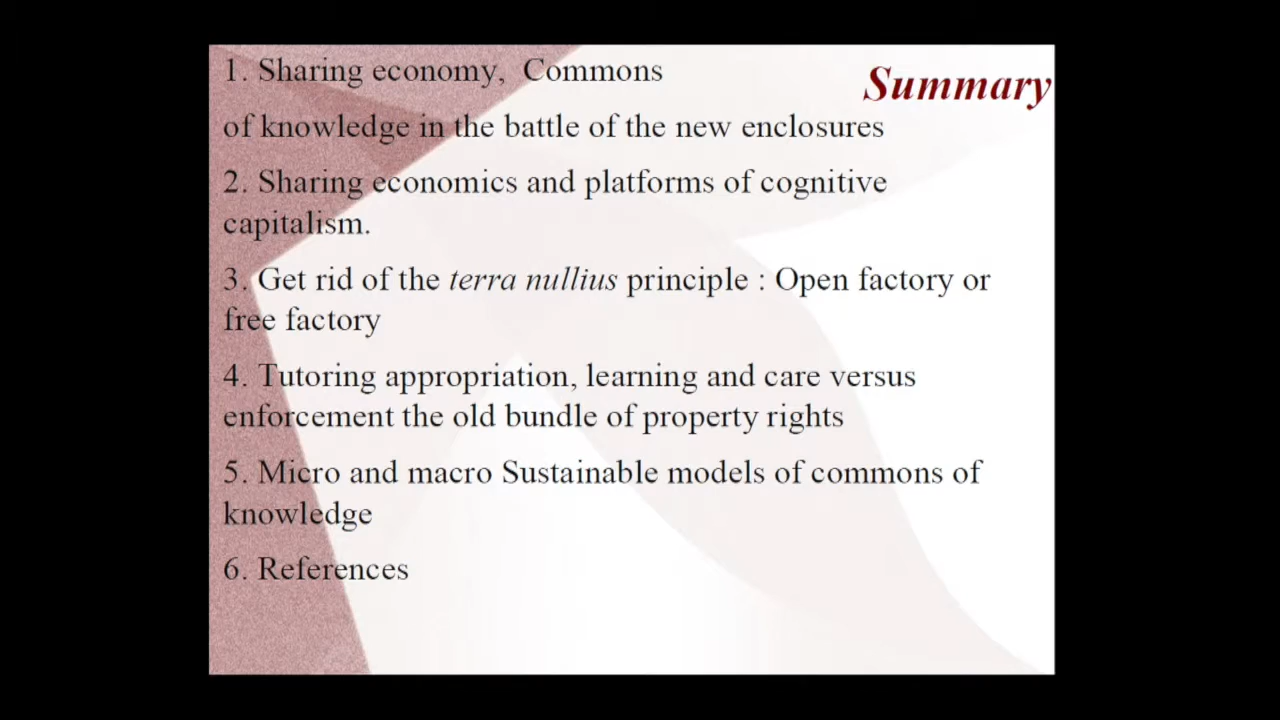 Summary
1. Sharing economy,  Commons
of knowledge in the battle of the new enclosures
2. Sharing economics and platforms of cognitive
capitalism.
3. Get rid of the terra nullius principle : Open factory or
free factory
4. Tutoring appropriation, learning and care versus
enforcement the old bundle of property rights
5. Micro and macro Sustainable models of commons of
knowledge
6. References